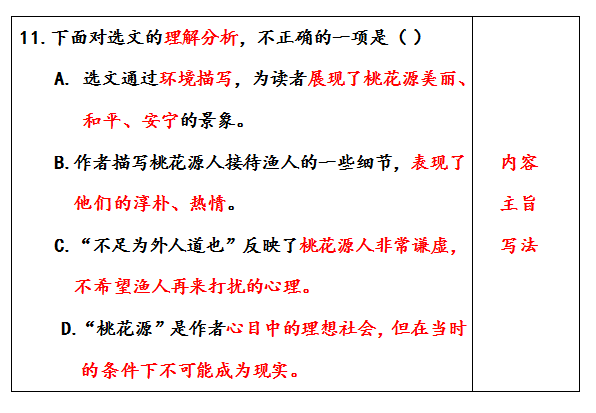 11.下面对选文的理解分析，不正确的一项是（ ）
A. 选文通过环境描写，为读者展现了桃花源美丽、
和平、安宁的景象。
B.作者描写桃花源人接待渔人的一些细节，表现了
他们的淳朴、热情。
C.“不足为外人道也”反映了桃花源人非常谦虚，
不希望渔人再来打扰的心理。
D.“桃花源”是作者心目中的理想社会，但在当时
的条件下不可能成为现实。
内容
主旨
写法